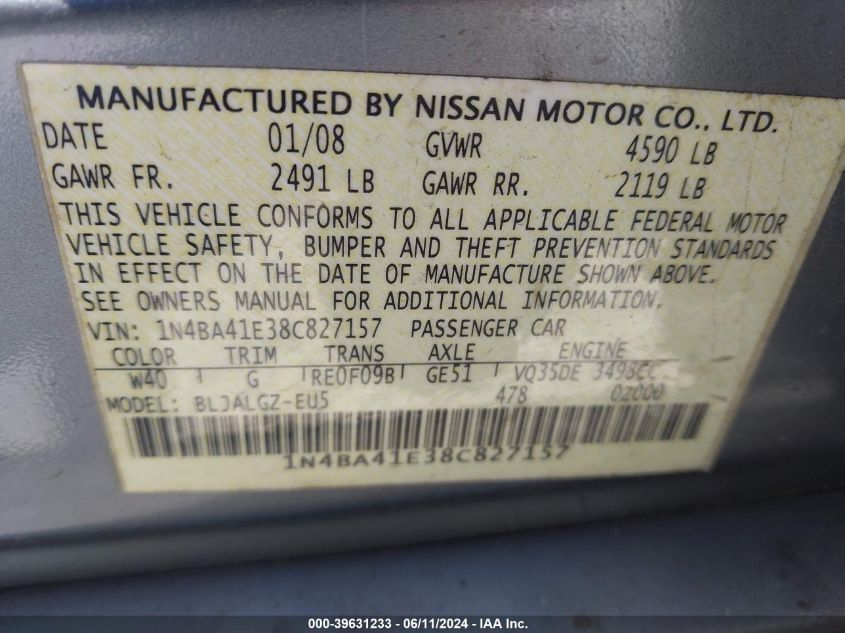 MANUFACTURED BY NISSAN MOTOR CO., LTD.
DATE 01/08 GVWR 4590 LB
GAWR FR. 2491 LB GAWR RR. 2119 LB
THIS VEHICLE CONFORMS TO ALL APPLICABLE FEDERAL MOTOR
VEHICLE SAFETY, BUMPER AND THEFT PREVENTION STANDARDS
IN EFFECT ON THE DATE OF MANUFACTURE SHOWN ABOVE.
SEE OWNERS MANUAL FOR ADDITIONAL INFORMATION.
VIN: 1N4BA41E38C827157 PASSENGER CAR
COLOR TRIM TRANS AXLE ENGINE
W40 G RE0F09B GE51 VQ35DE 3498CC
MODEL: BLJALGZ-EU5 478 02000
1N4BA41E38C827157
000-39631233 - 06/11/2024 - IAA Inc.